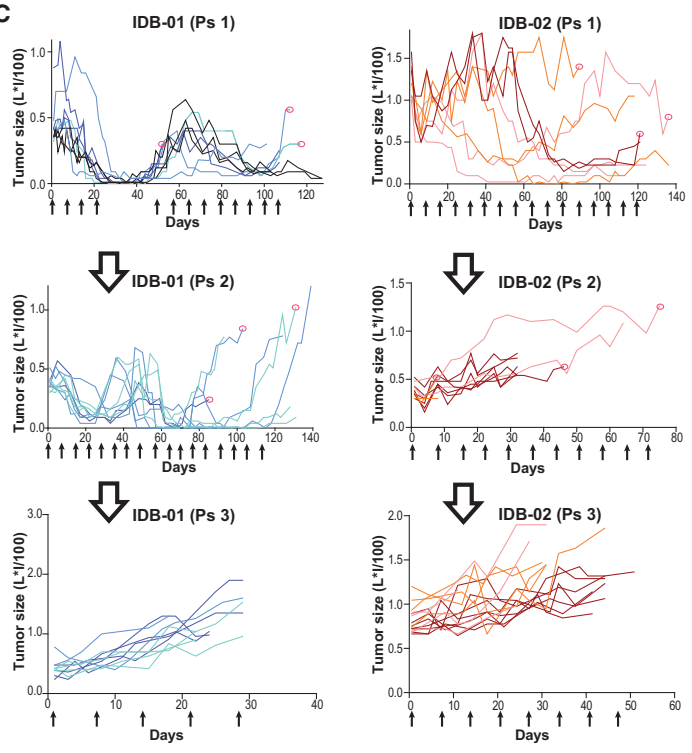 C
IDB-01 (Ps 1)
Tumor size (L*l/100)
1.0
0.5
0.0
0 20 40 60 80 100 120
Days
IDB-02 (Ps 1)
Tumor size (L*l/100)
1.5
1.0
0.5
0.0
0 20 40 60 80 100 120 140
Days
IDB-01 (Ps 2)
Tumor size (L*l/100)
1.0
0.5
0.0
0 20 40 60 80 100 120 140
Days
IDB-02 (Ps 2)
Tumor size (L*l/100)
1.5
1.0
0.5
0.0
0 10 20 30 40 50 60 70 80
Days
IDB-01 (Ps 3)
Tumor size (L*l/100)
3.0
2.0
1.0
0.0
0 10 20 30 40
Days
IDB-02 (Ps 3)
Tumor size (L*l/100)
2.0
1.5
1.0
0.5
0.0
0 10 20 30 40 50 60
Days